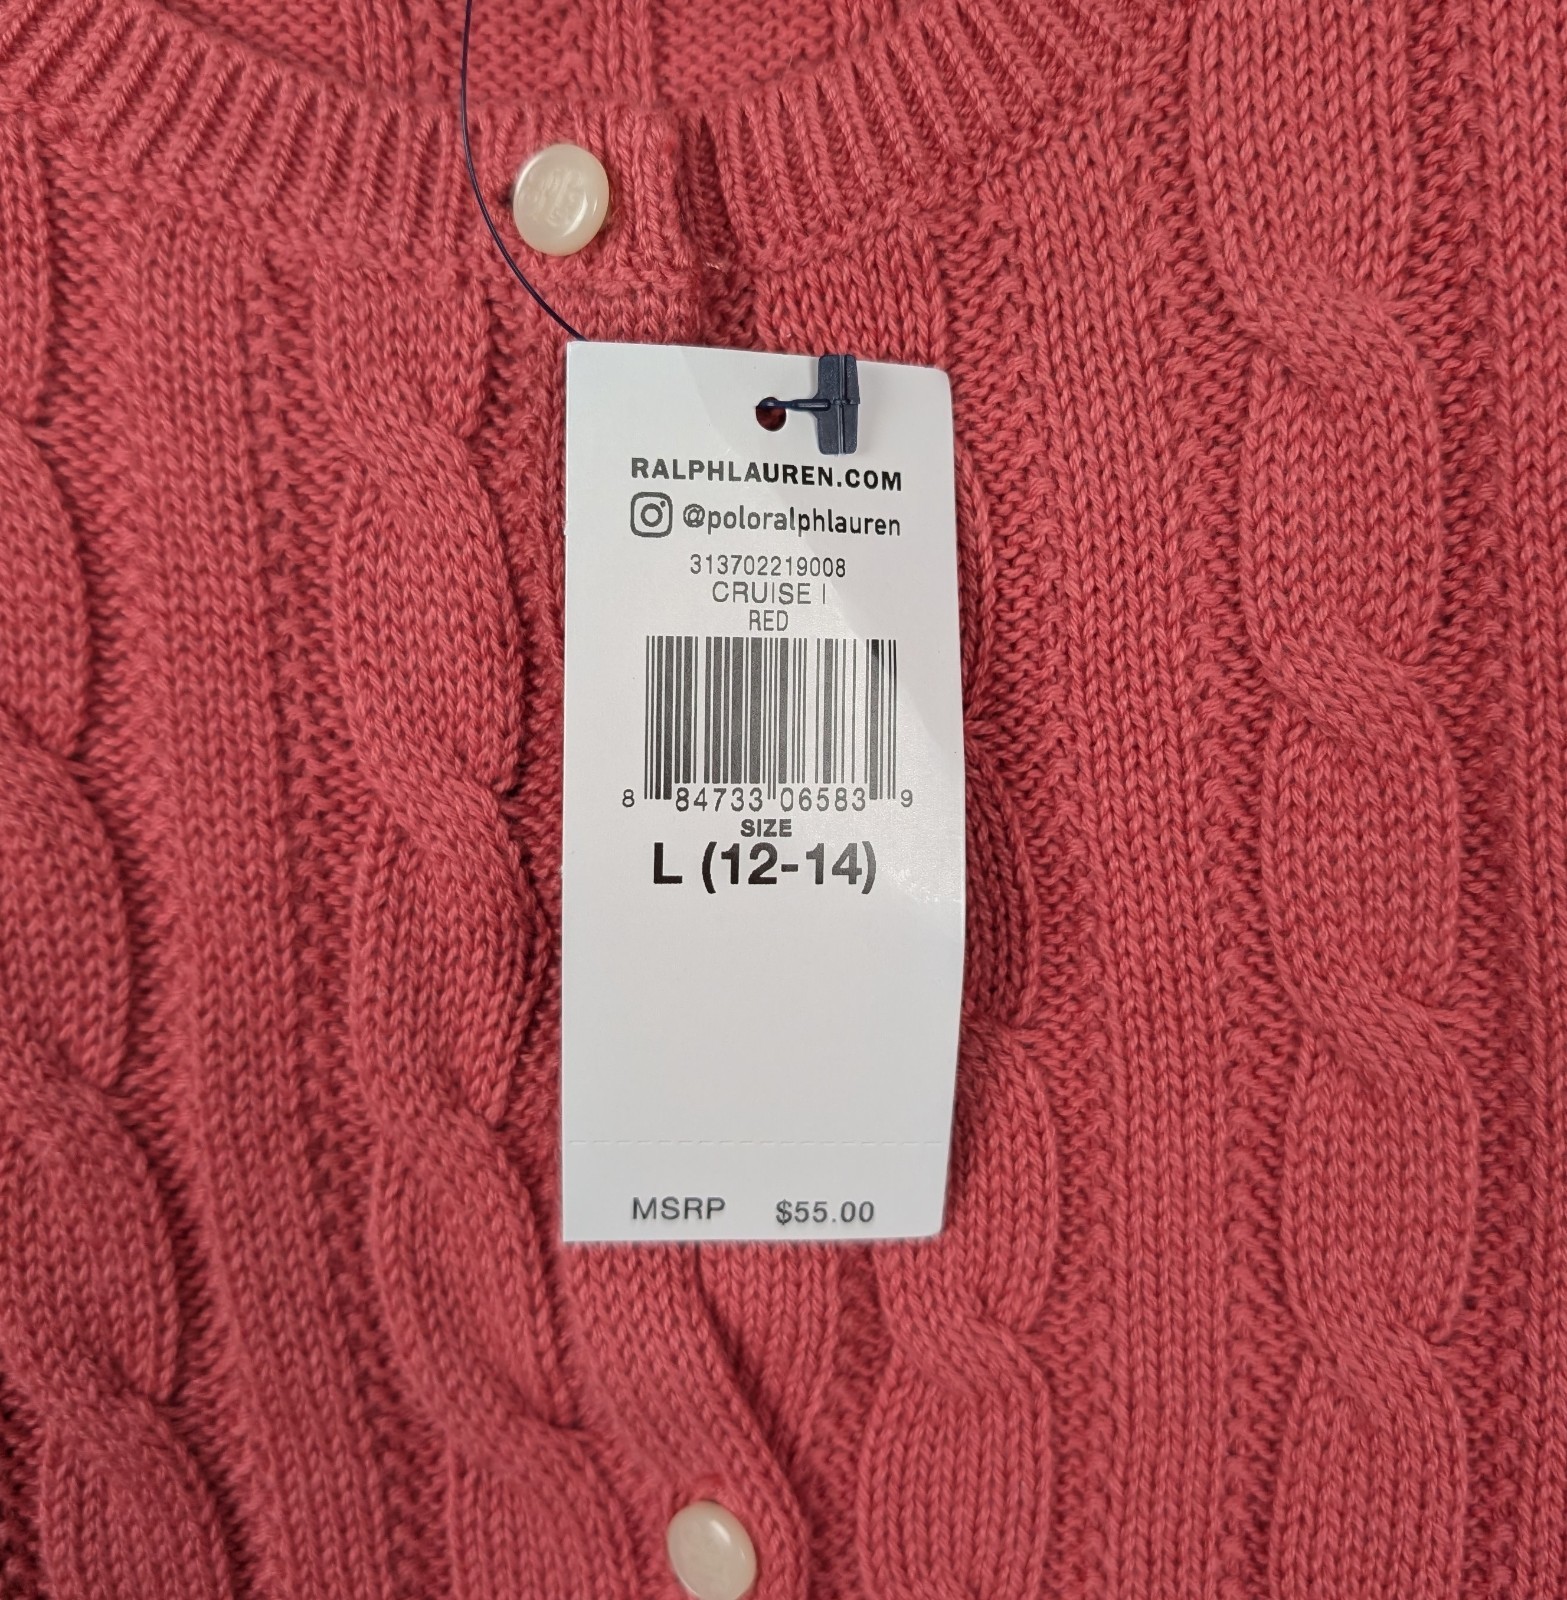 RALPHLAUREN.COM
@poloralphlauren
313702219008
CRUISE I
RED
8 84733 06583 9
SIZE
L (12-14)
MSRP $55.00